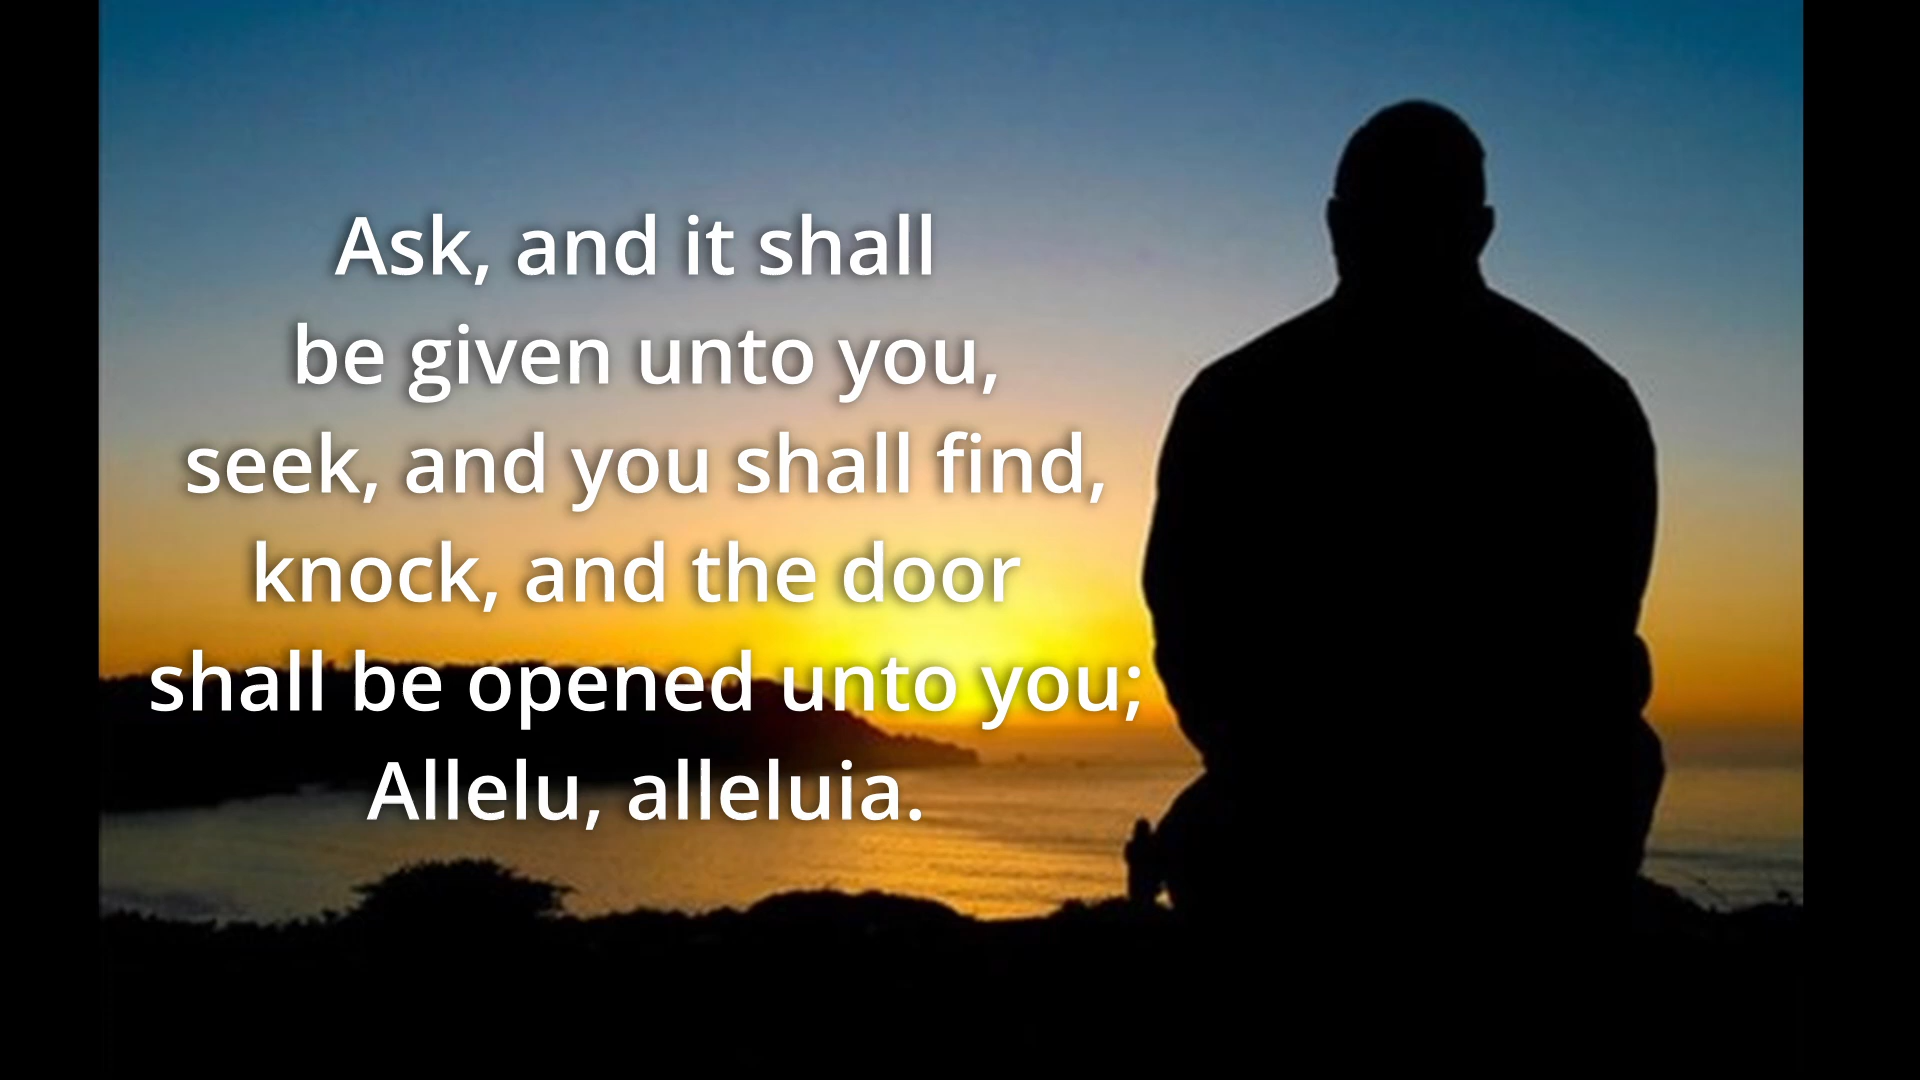 Ask, and it shall
be given unto you,
seek, and you shall find,
knock, and the door
shall be opened unto you;
Allelu, alleluia.